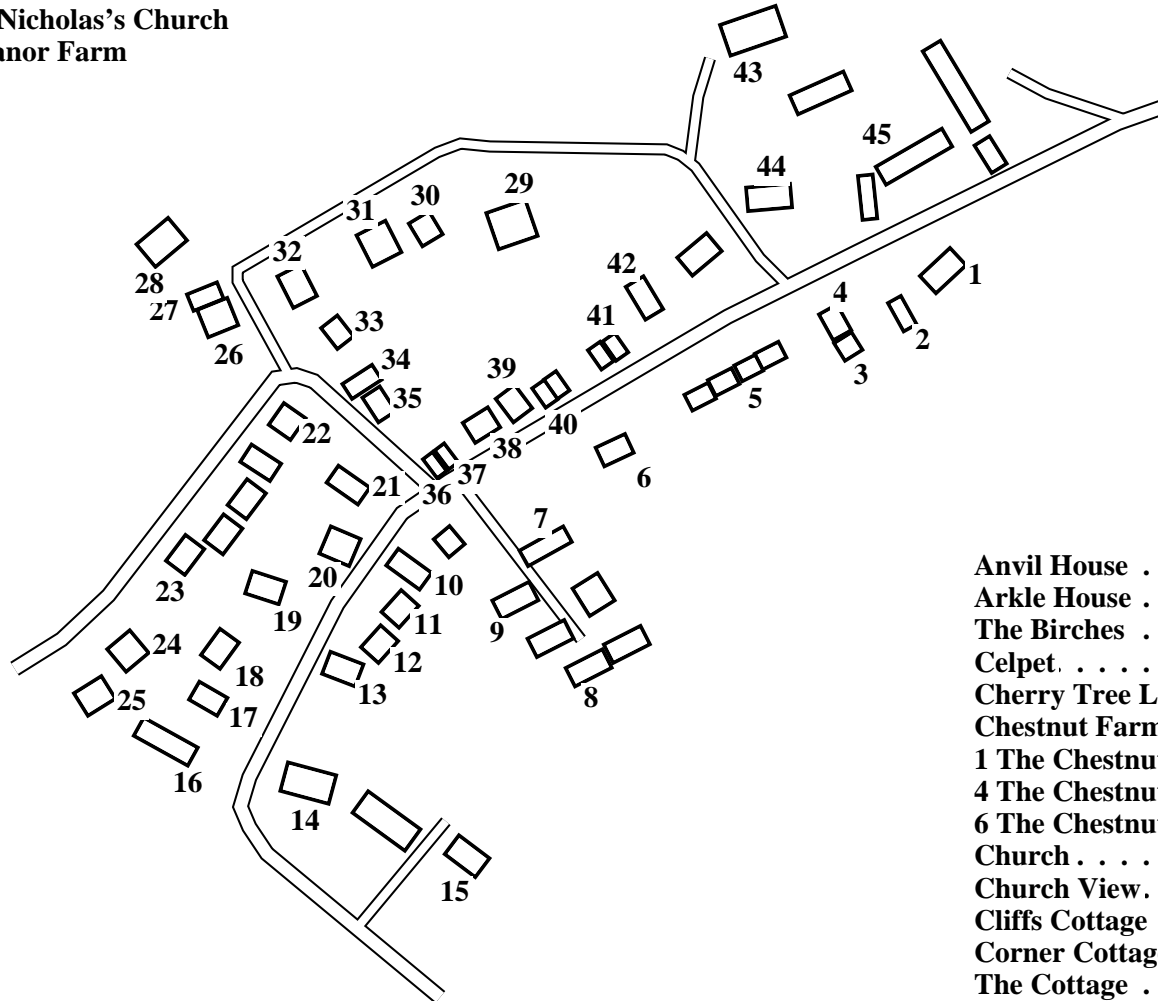 Nicholas's Church
anor Farm
43
45
44
29
30
31
32
28
27
26
33
34
35
42
41
39
40
38
37
36
4
1
2
3
5
6
22
21
7
23
20
10
19
9
11
24
12
18
13
8
25
17
16
14
15
Anvil House .
Arkle House .
The Birches .
Celpet. . . . .
Cherry Tree L
Chestnut Farm
1 The Chestnu
4 The Chestnu
6 The Chestnu
Church . . . .
Church View.
Cliffs Cottage
Corner Cottag
The Cottage .